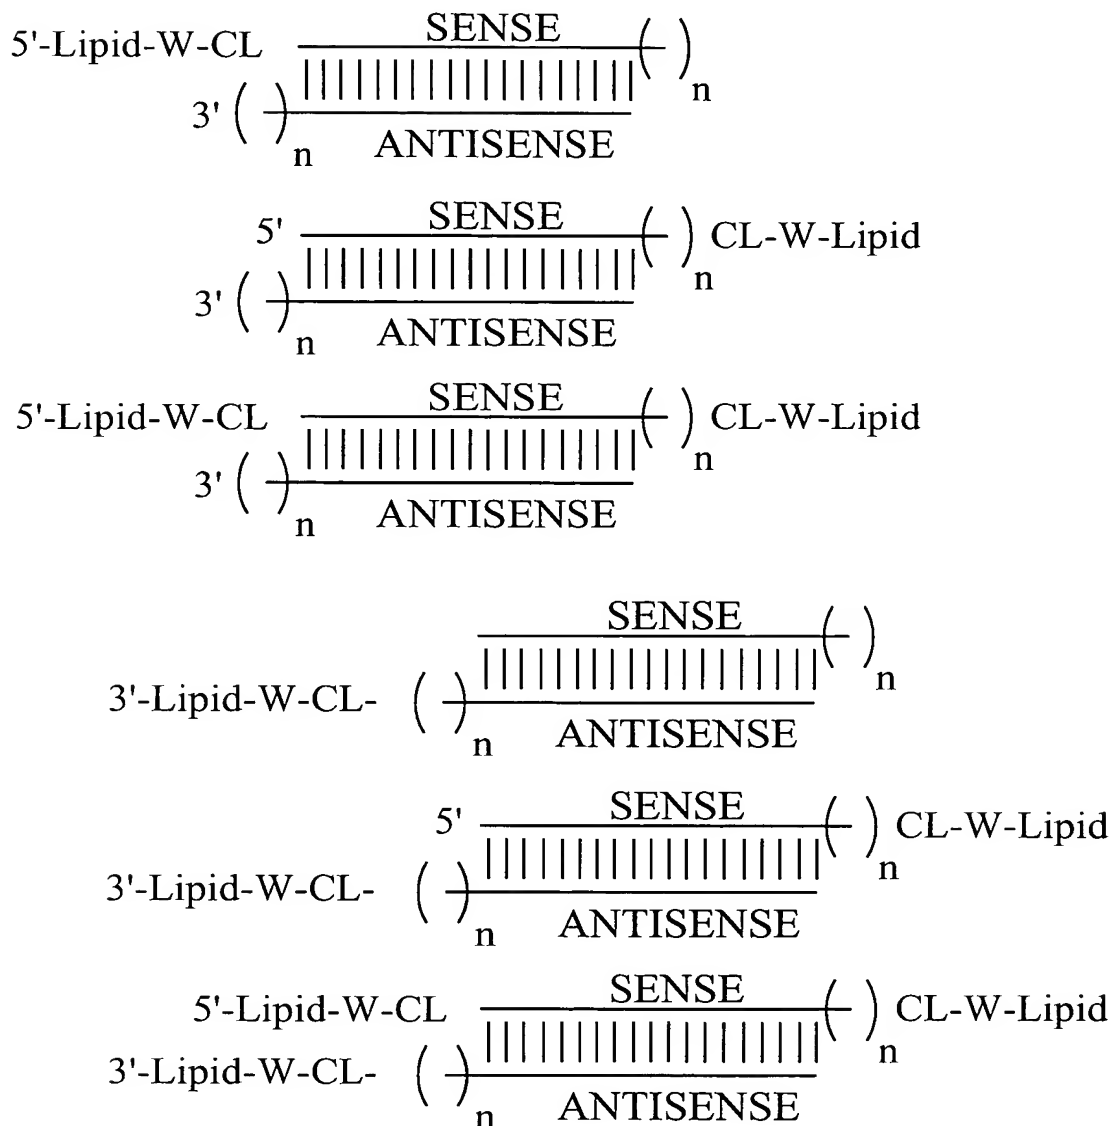 5'-Lipid-W-CL SENSE ( )n
3' ( )n ANTISENSE
5' SENSE ( )n CL-W-Lipid
3' ( )n ANTISENSE
5'-Lipid-W-CL SENSE ( )n CL-W-Lipid
3' ( )n ANTISENSE
SENSE ( )n
3'-Lipid-W-CL- ( )n ANTISENSE
5' SENSE ( )n CL-W-Lipid
3'-Lipid-W-CL- ( )n ANTISENSE
5'-Lipid-W-CL SENSE ( )n CL-W-Lipid
3'-Lipid-W-CL- ( )n ANTISENSE